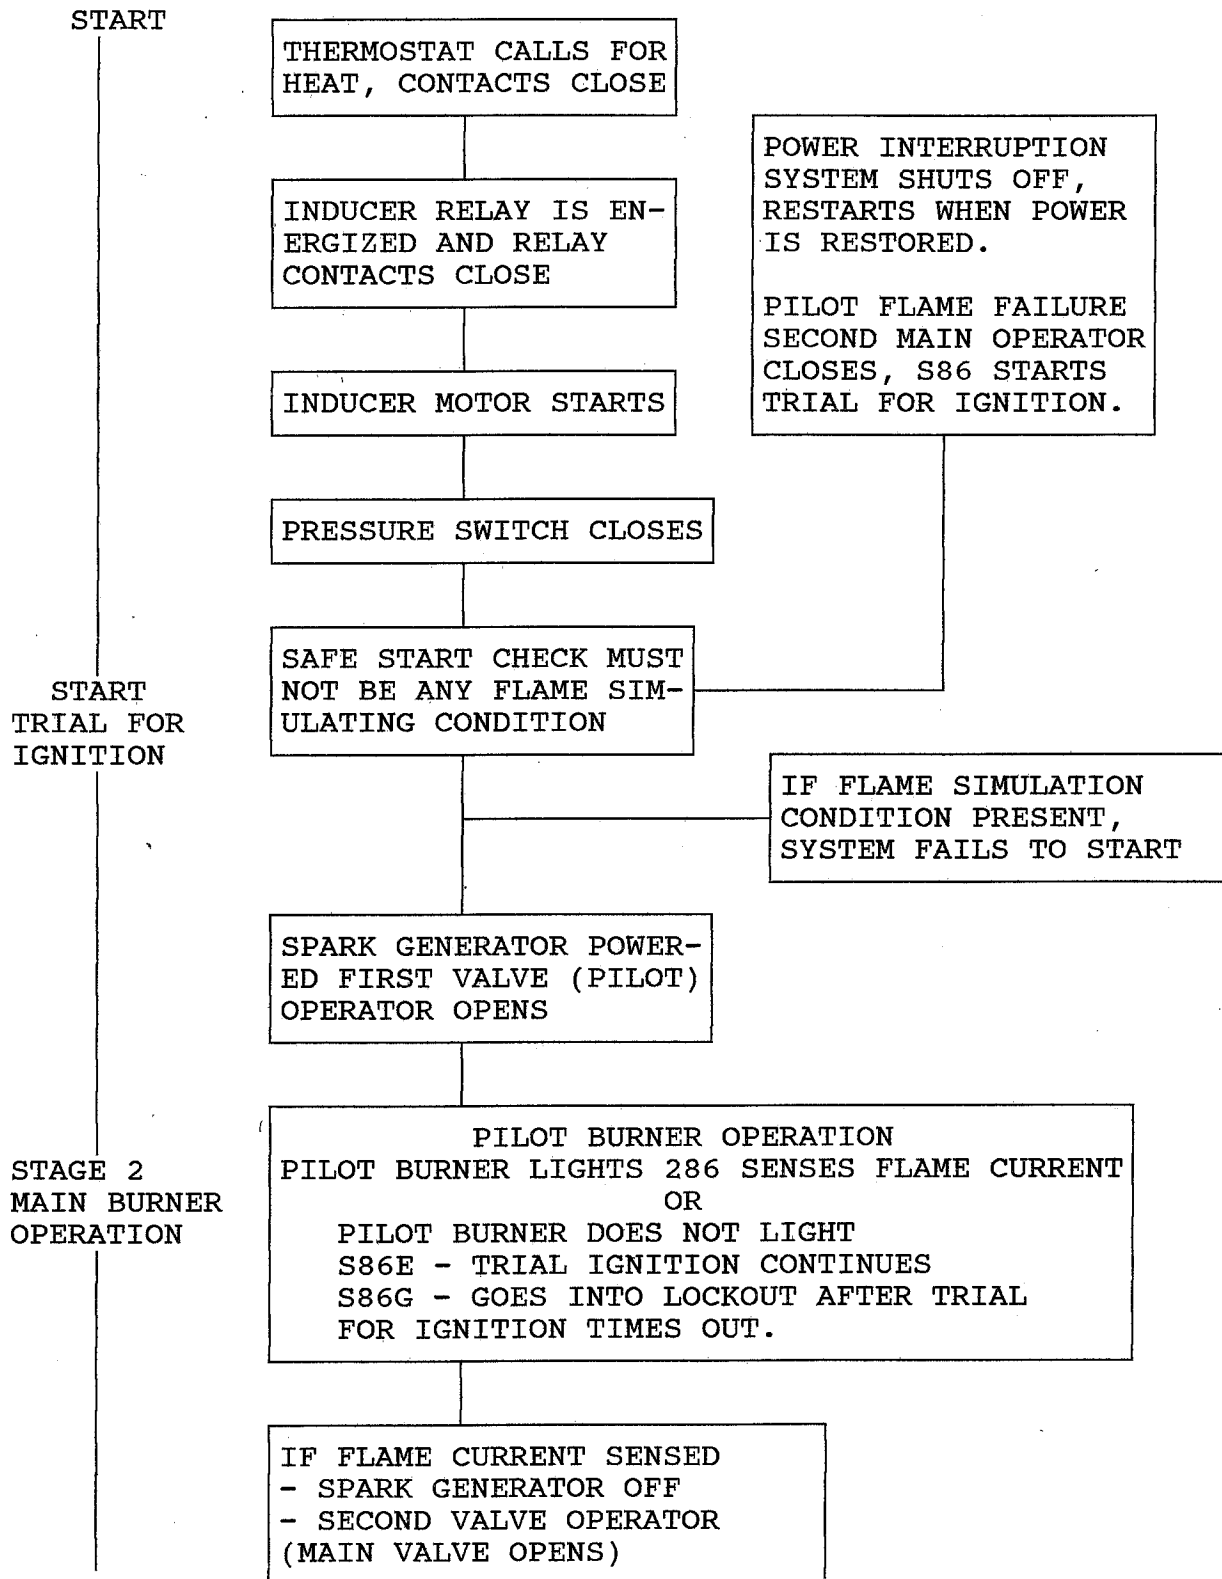 START
THERMOSTAT CALLS FOR
HEAT, CONTACTS CLOSE
POWER INTERRUPTION
SYSTEM SHUTS OFF,
RESTARTS WHEN POWER
IS RESTORED.
PILOT FLAME FAILURE
SECOND MAIN OPERATOR
CLOSES, S86 STARTS
TRIAL FOR IGNITION.
INDUCER RELAY IS EN-
ERGIZED AND RELAY
CONTACTS CLOSE
INDUCER MOTOR STARTS
PRESSURE SWITCH CLOSES
START
TRIAL FOR
IGNITION
SAFE START CHECK MUST
NOT BE ANY FLAME SIM-
ULATING CONDITION
IF FLAME SIMULATION
CONDITION PRESENT,
SYSTEM FAILS TO START
SPARK GENERATOR POWER-
ED FIRST VALVE (PILOT)
OPERATOR OPENS
STAGE 2
MAIN BURNER
OPERATION
PILOT BURNER OPERATION
PILOT BURNER LIGHTS 286 SENSES FLAME CURRENT
OR
PILOT BURNER DOES NOT LIGHT
S86E - TRIAL IGNITION CONTINUES
S86G - GOES INTO LOCKOUT AFTER TRIAL
FOR IGNITION TIMES OUT.
IF FLAME CURRENT SENSED
- SPARK GENERATOR OFF
- SECOND VALVE OPERATOR
(MAIN VALVE OPENS)